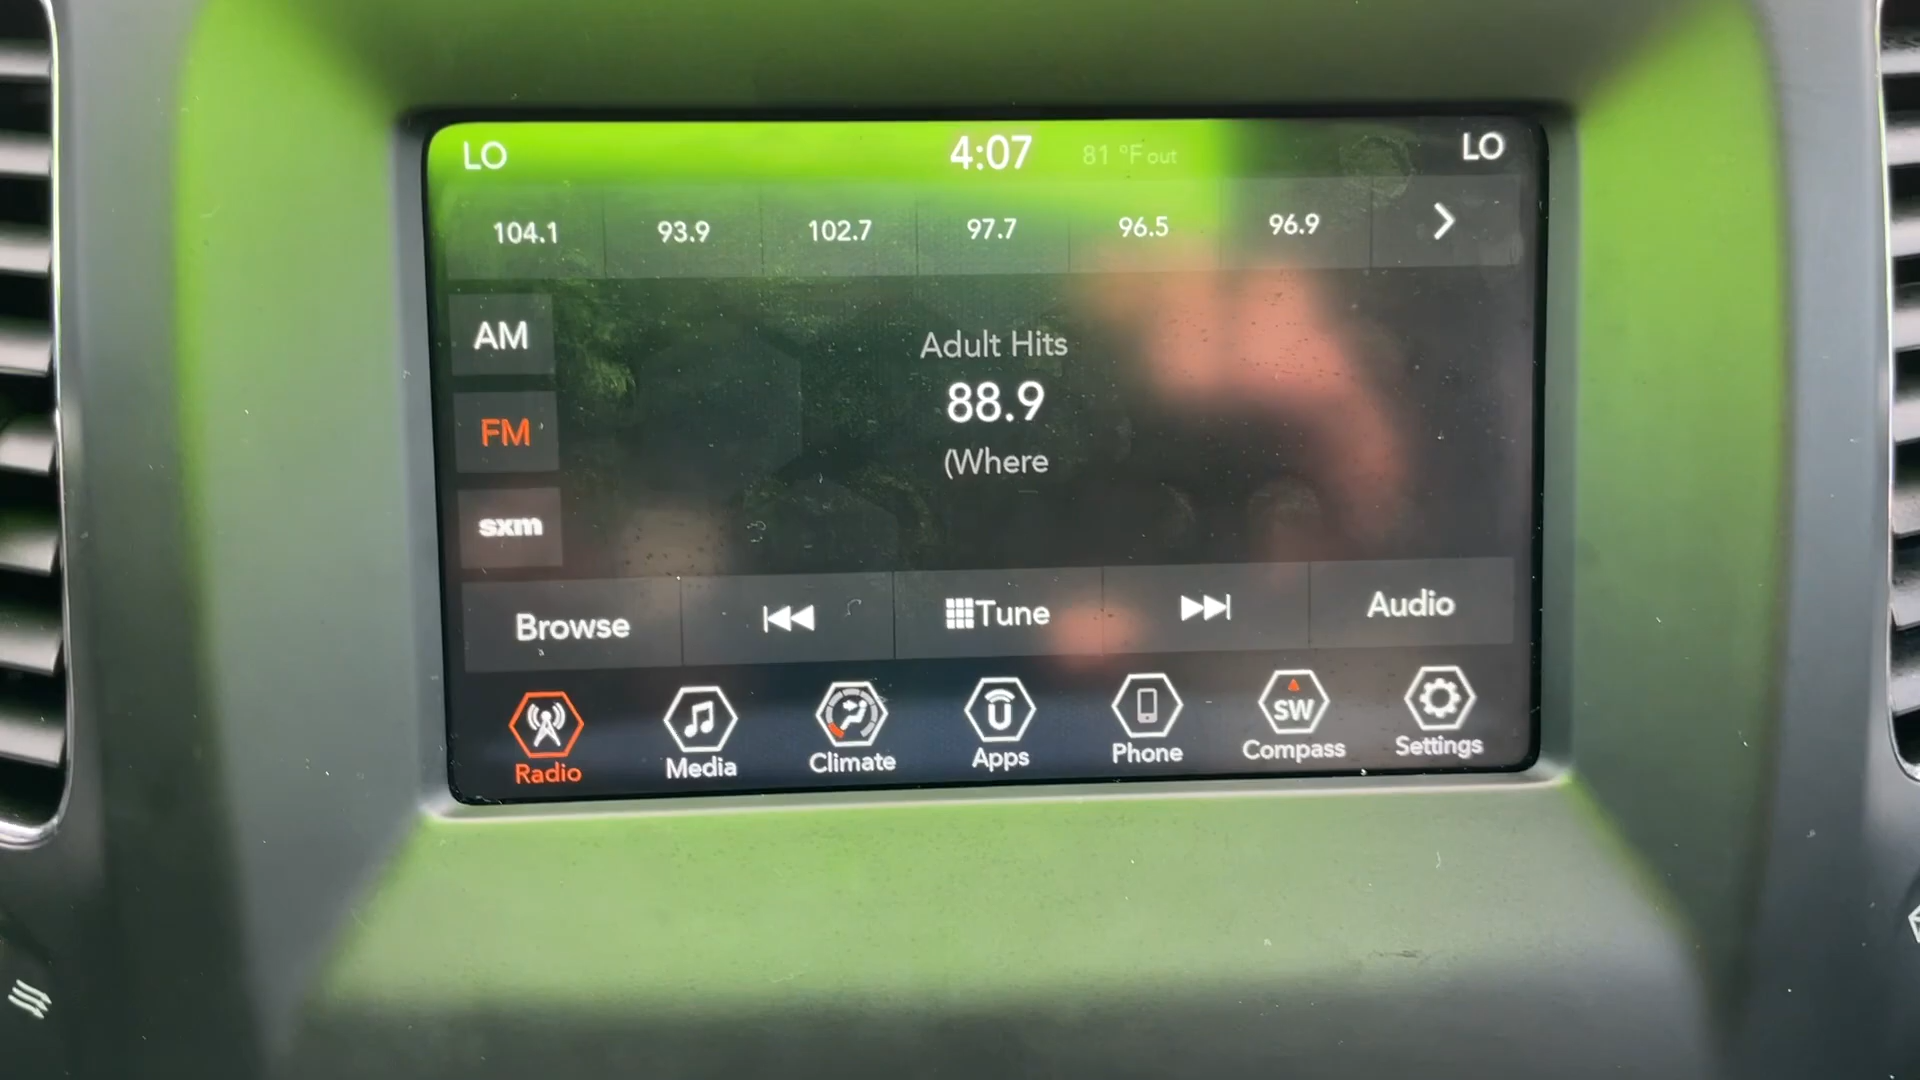 LO 4:07 81 °F out LO
104.1 93.9 102.7 97.7 96.5 96.9
AM
Adult Hits
88.9
FM
(Where
sxm
Browse Tune Audio
SW
Radio Media Climate Apps Phone Compass Settings